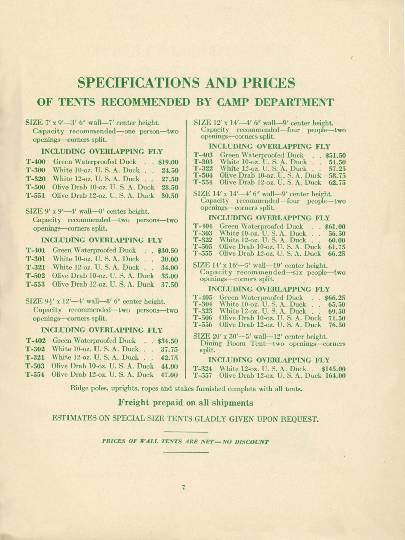 SPECIFICATIONS AND PRICES
OF TENTS RECOMMENDED BY CAMP DEPARTMENT
SIZE 7' x 9'—3' 6" wall—7' center height.
Capacity recommended—one person—two
openings—corners split.
INCLUDING OVERLAPPING FLY
T-400 Green Waterproofed Duck . . . $19.00
T-300 White 10-oz. U. S. A. Duck . . 24.50
T-320 White 12-oz. U. S. A. Duck . . 27.50
T-500 Olive Drab 10-oz. U. S. A. Duck 28.50
T-551 Olive Drab 12-oz. U. S. A. Duck 30.50
SIZE 9' x 9'—4' wall—8' center height.
Capacity recommended—two persons—two
openings—corners split.
INCLUDING OVERLAPPING FLY
T-401 Green Waterproofed Duck . . . $30.50
T-301 White 10-oz. U. S. A. Duck . . 30.00
T-321 White 12-oz. U. S. A. Duck . . 34.00
T-502 Olive Drab 10-oz. U. S. A. Duck 35.00
T-553 Olive Drab 12-oz. U. S. A. Duck 37.50
SIZE 9½' x 12'—4' wall—8' 6" center height.
Capacity recommended—two persons—two
openings—corners split.
INCLUDING OVERLAPPING FLY
T-402 Green Waterproofed Duck . . . $34.50
T-302 White 10-oz. U. S. A. Duck . . 37.75
T-321 White 12-oz. U. S. A. Duck . . 42.75
T-503 Olive Drab 10-oz. U. S. A. Duck 44.00
T-554 Olive Drab 12-oz. U. S. A. Duck 47.00
SIZE 12' x 14'—4' 6" wall—9' center height.
Capacity recommended—four people—two
openings—corners split.
INCLUDING OVERLAPPING FLY
T-403 Green Waterproofed Duck . . $51.50
T-303 White 10-oz. U. S. A. Duck . . 51.50
T-322 White 12-oz. U. S. A. Duck . . 57.25
T-504 Olive Drab 10-oz. U. S. A. Duck 58.75
T-554 Olive Drab 12-oz. U. S. A. Duck 62.75
SIZE 14' x 14'—4' 6" wall—9' center height.
Capacity recommended—four people—two
openings—corners split.
INCLUDING OVERLAPPING FLY
T-404 Green Waterproofed Duck . . $61.00
T-303 White 10-oz. U. S. A. Duck . . 56.50
T-322 White 12-oz. U. S. A. Duck . . 60.00
T-505 Olive Drab 10-oz. U. S. A. Duck 61.75
T-555 Olive Drab 12-oz. U. S. A. Duck 66.25
SIZE 14' x 16'—5' wall—10' center height.
Capacity recommended—six people—two
openings—corners split.
INCLUDING OVERLAPPING FLY
T-405 Green Waterproofed Duck . . $66.25
T-304 White 10-oz. U. S. A. Duck . . 65.50
T-323 White 12-oz. U. S. A. Duck . . 69.50
T-506 Olive Drab 10-oz. U. S. A. Duck 71.50
T-556 Olive Drab 12-oz. U. S. A. Duck 76.50
SIZE 20' x 30'—5' wall—12' center height.
Dining Room Tent—two openings—corners
split.
INCLUDING OVERLAPPING FLY
T-324 White 12-oz. U. S. A. Duck $145.00
T-557 Olive Drab 12-oz. U. S. A. Duck 164.00
Ridge poles, uprights, ropes and stakes furnished complete with all tents.
Freight prepaid on all shipments
ESTIMATES ON SPECIAL SIZE TENTS GLADLY GIVEN UPON REQUEST.
PRICES OF WALL TENTS ARE NET—NO DISCOUNT
7